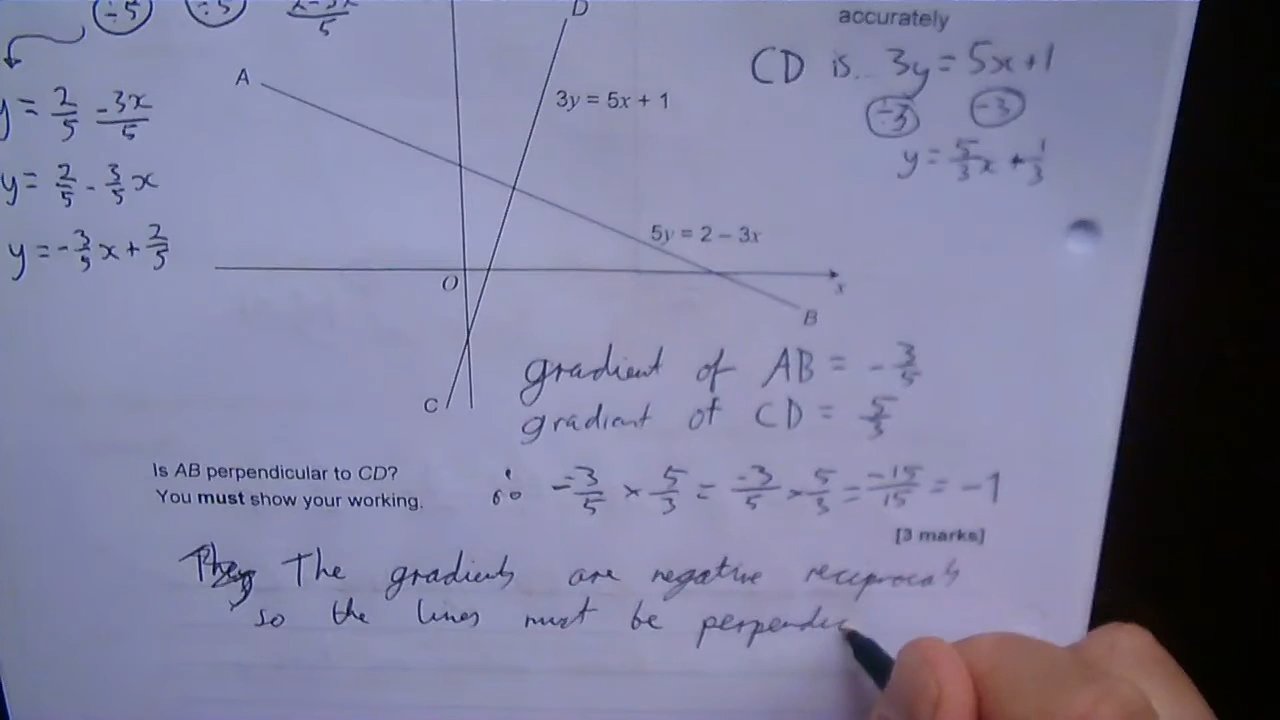 ÷5 ÷5
accurately
D
CD is... 3y = 5x + 1
A
3y = 5x + 1
÷3 ÷3
y = 2/5 -3x/5
y = 5/3x + 1/3
y = 2/5 - 3/5 x
5y = 2 – 3x
y = -3/5 x + 2/5
O
x
B
gradient of AB = -3/5
C
gradient of CD = 5/3
Is AB perpendicular to CD?
You must show your working.
∴ -3/5 × 5/3 = -3/5 × 5/3 = -15/15 = -1
[3 marks]
The gradients are negative reciprocals
so the lines must be perpendic